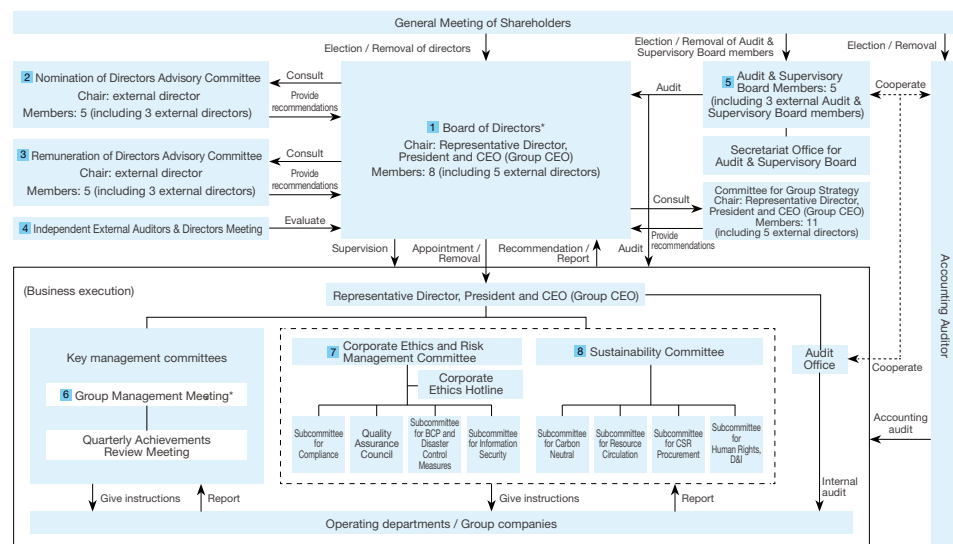 General Meeting of Shareholders
Election / Removal of directors
Election / Removal of Audit &
Supervisory Board members
Election / Removal
2 Nomination of Directors Advisory Committee
Chair: external director
Members: 5 (including 3 external directors)
Consult
Provide
recommendations
3 Remuneration of Directors Advisory Committee
Chair: external director
Members: 5 (including 3 external directors)
Consult
Provide
recommendations
4 Independent External Auditors & Directors Meeting
Evaluate
1 Board of Directors*
Chair: Representative Director,
President and CEO (Group CEO)
Members: 8 (including 5 external directors)
Audit
5 Audit & Supervisory
Board Members: 5
(including 3 external Audit &
Supervisory Board members)
Cooperate
Secretariat Office for
Audit & Supervisory Board
Consult
Provide
recommendations
Committee for Group Strategy
Chair: Representative Director,
President and CEO (Group CEO)
Members: 11
(including 5 external directors)
Supervision
Appointment /
Removal
Recommendation /
Report
Audit
Accounting Auditor
(Business execution)
Representative Director, President and CEO (Group CEO)
Key management committees
6 Group Management Meeting*
Quarterly Achievements
Review Meeting
7 Corporate Ethics and Risk
Management Committee
Corporate
Ethics Hotline
Subcommittee
for
Compliance
Quality
Assurance
Council
Subcommittee
for BCP and
Disaster
Control
Measures
Subcommittee
for Information
Security
8 Sustainability Committee
Subcommittee
for Carbon
Neutral
Subcommittee
for Resource
Circulation
Subcommittee
for CSR
Procurement
Subcommittee
for
Human Rights,
D&I
Audit
Office
Cooperate
Accounting
audit
Internal
audit
Give instructions
Report
Give instructions
Report
Operating departments / Group companies